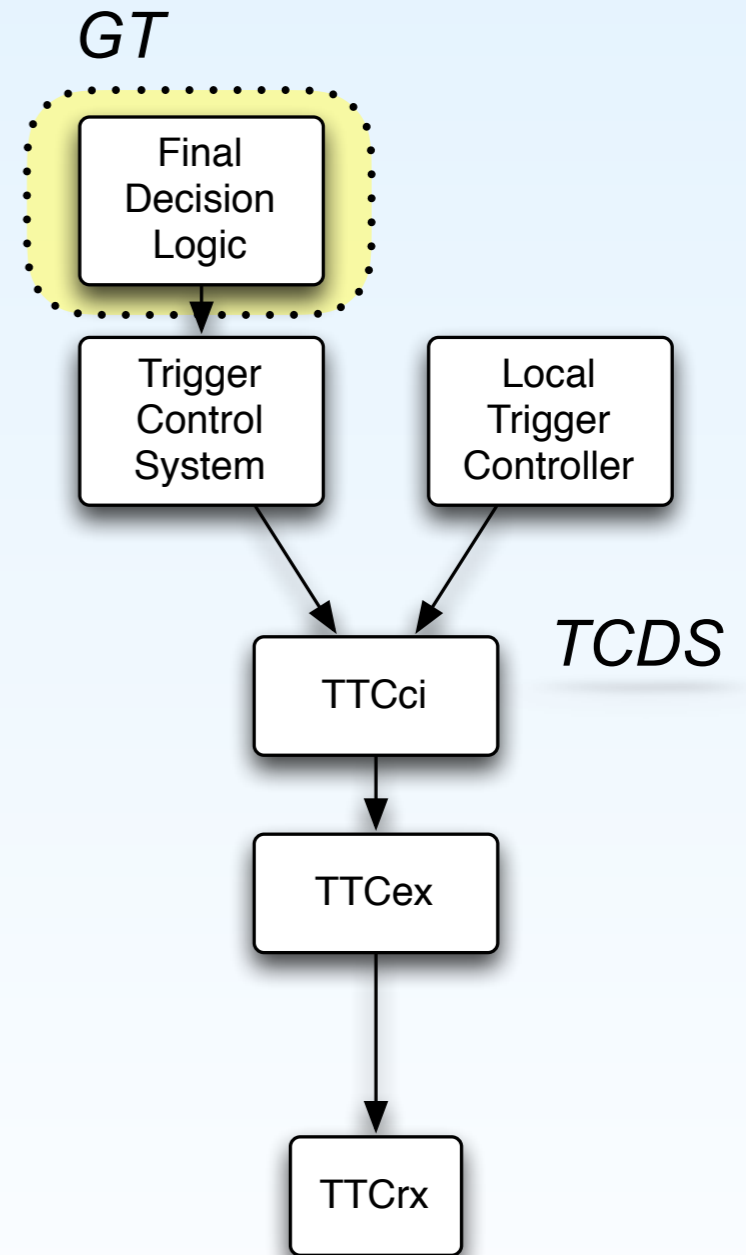 GT
Final
Decision
Logic
Trigger
Control
System
Local
Trigger
Controller
TCDS
TTCci
TTCex
TTCrx